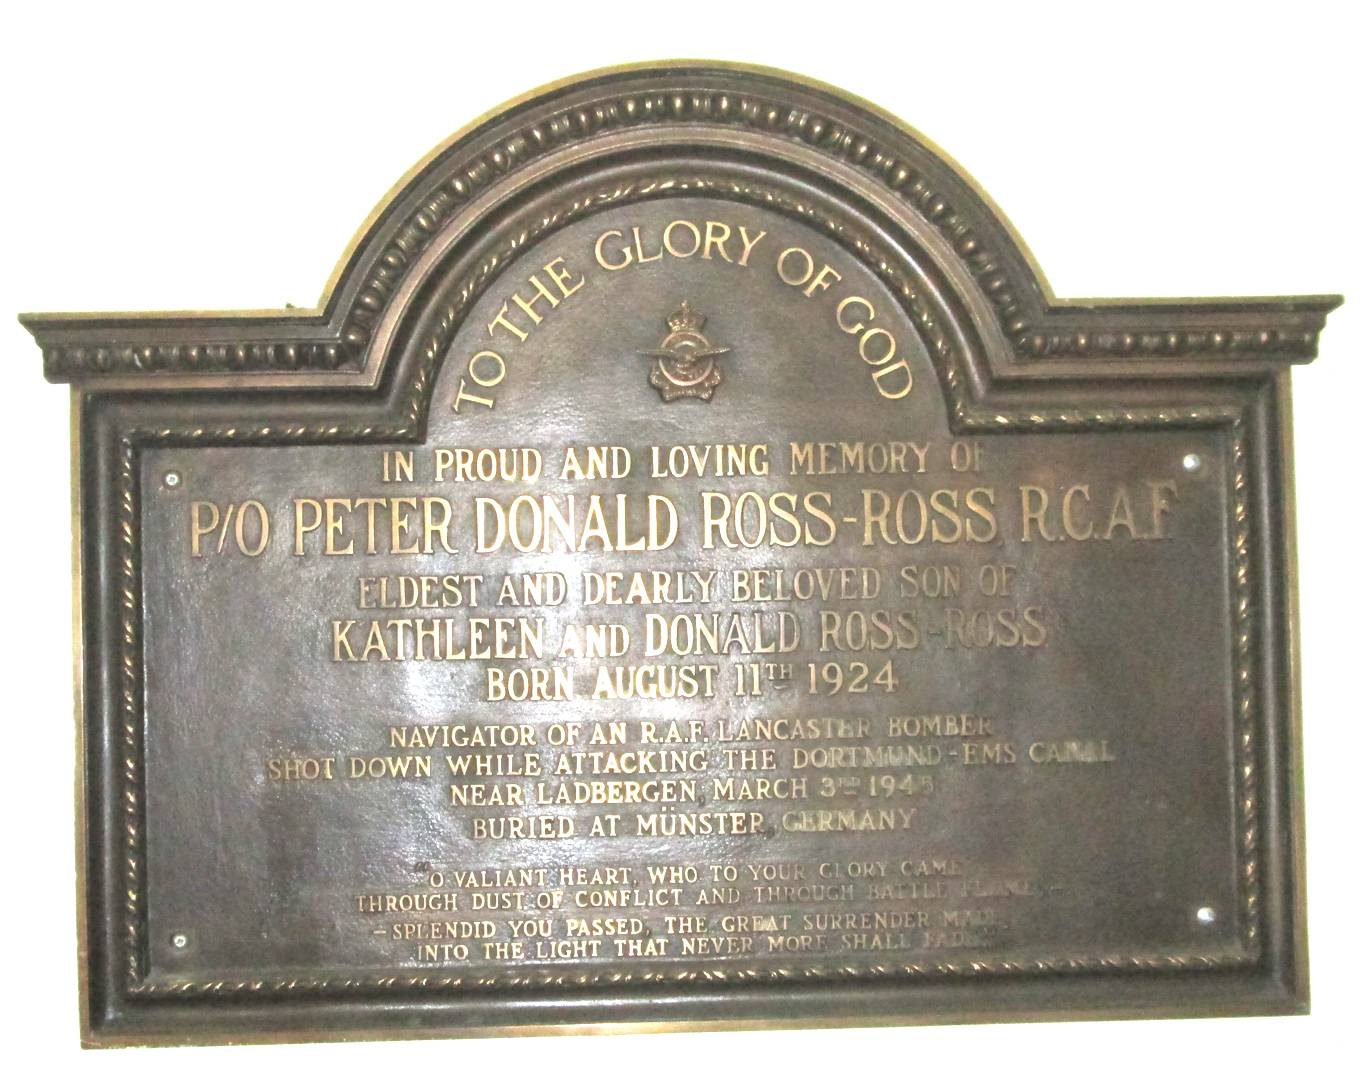 TO THE GLORY OF GOD
IN PROUD AND LOVING MEMORY OF
P/O PETER DONALD ROSS-ROSS, R.C.A.F.
ELDEST AND DEARLY BELOVED SON OF
KATHLEEN AND DONALD ROSS-ROSS
BORN AUGUST 11TH 1924
NAVIGATOR OF AN R.A.F. LANCASTER BOMBER
SHOT DOWN WHILE ATTACKING THE DORTMUND-EMS CANAL
NEAR LADBERGEN, MARCH 3RD 1945
BURIED AT MÜNSTER, GERMANY
"O VALIANT HEART, WHO TO YOUR GLORY CAME
THROUGH DUST OF CONFLICT AND THROUGH BATTLE FLAME -
-SPLENDID YOU PASSED, THE GREAT SURRENDER MADE,
INTO THE LIGHT THAT NEVER MORE SHALL FADE."